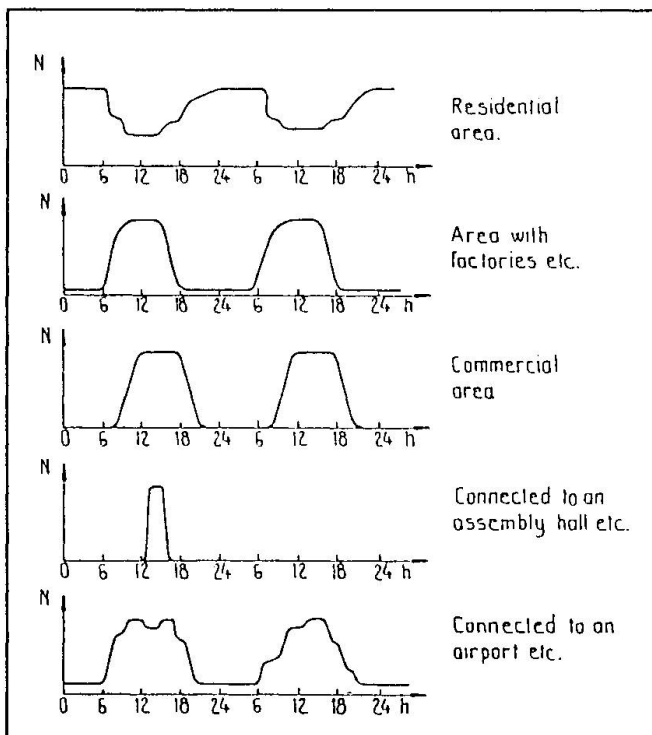 N
0 6 12 18 24 6 12 18 24 h
Residential
area.
N
0 6 12 18 24 6 12 18 24 h
Area with
factories etc.
N
0 6 12 18 24 6 12 18 24 h
Commercial
area
N
0 6 12 18 24 6 12 18 24 h
Connected to an
assembly hall etc.
N
0 6 12 18 24 6 12 18 24 h
Connected to an
airport etc.